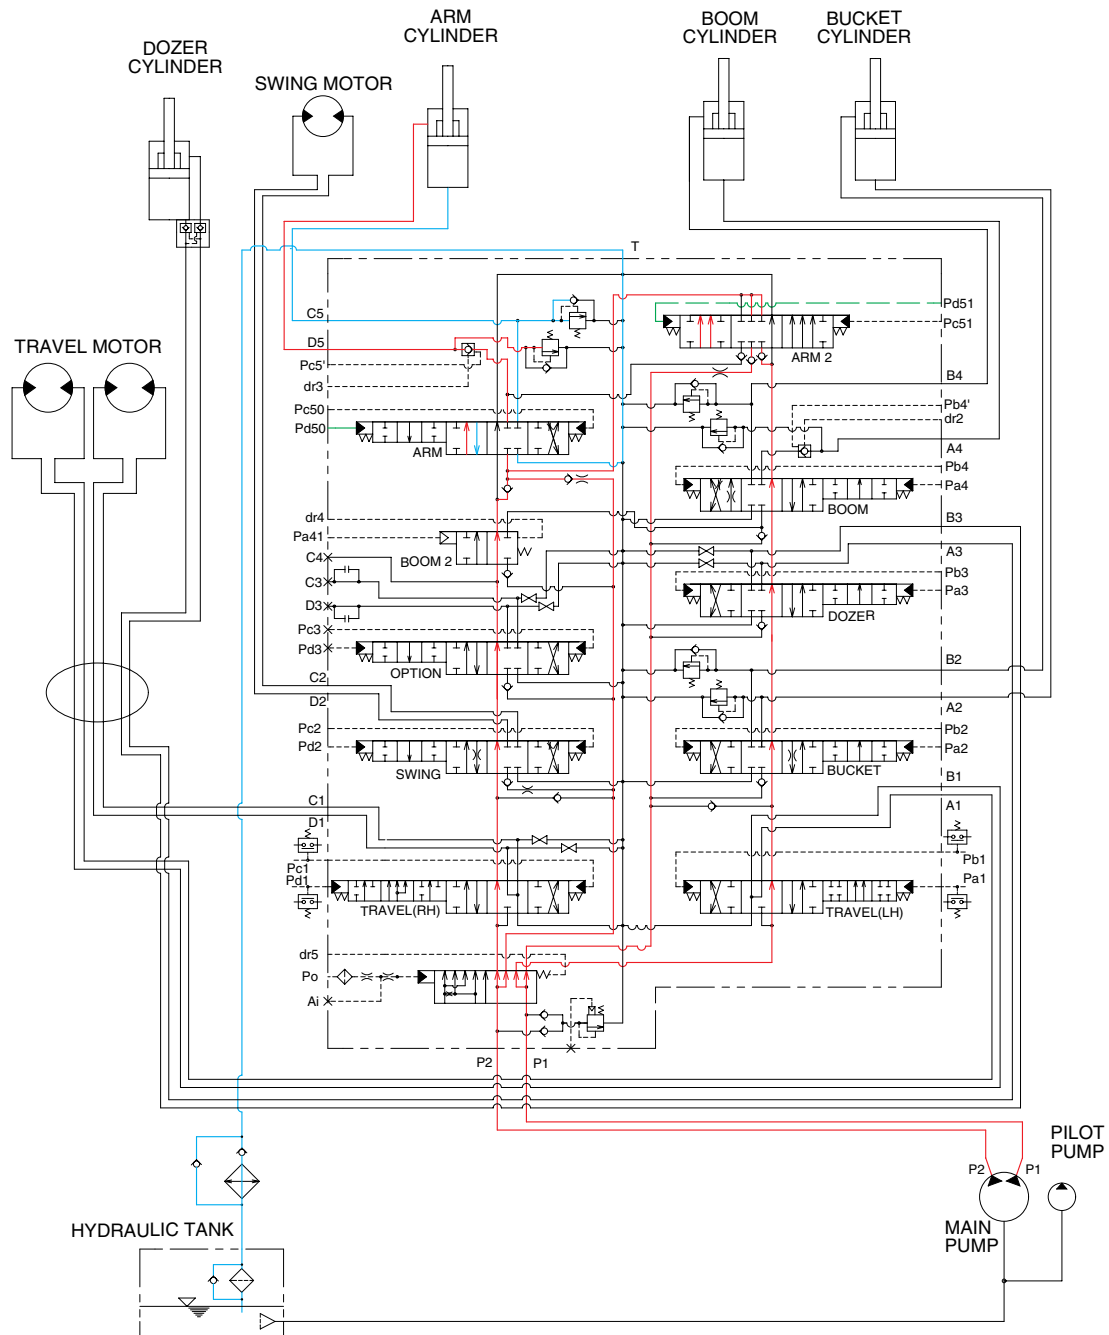 ARM
CYLINDER
BOOM
CYLINDER
BUCKET
CYLINDER
DOZER
CYLINDER
SWING MOTOR
T
C5
Pd51
Pc51
TRAVEL MOTOR
D5
ARM 2
Pc5'
dr3
B4
Pc50
Pb4'
dr2
Pd50
ARM
A4
Pb4
Pa4
BOOM
dr4
B3
Pa41
C4
BOOM 2
A3
C3
Pb3
Pa3
D3
DOZER
Pc3
Pd3
OPTION
B2
C2
D2
A2
Pc2
Pb2
Pd2
Pa2
SWING
BUCKET
B1
C1
A1
D1
Pc1
Pb1
Pd1
Pa1
TRAVEL(RH)
TRAVEL(LH)
dr5
Po
Ai
P2
P1
PILOT
PUMP
P2
P1
HYDRAULIC TANK
MAIN
PUMP